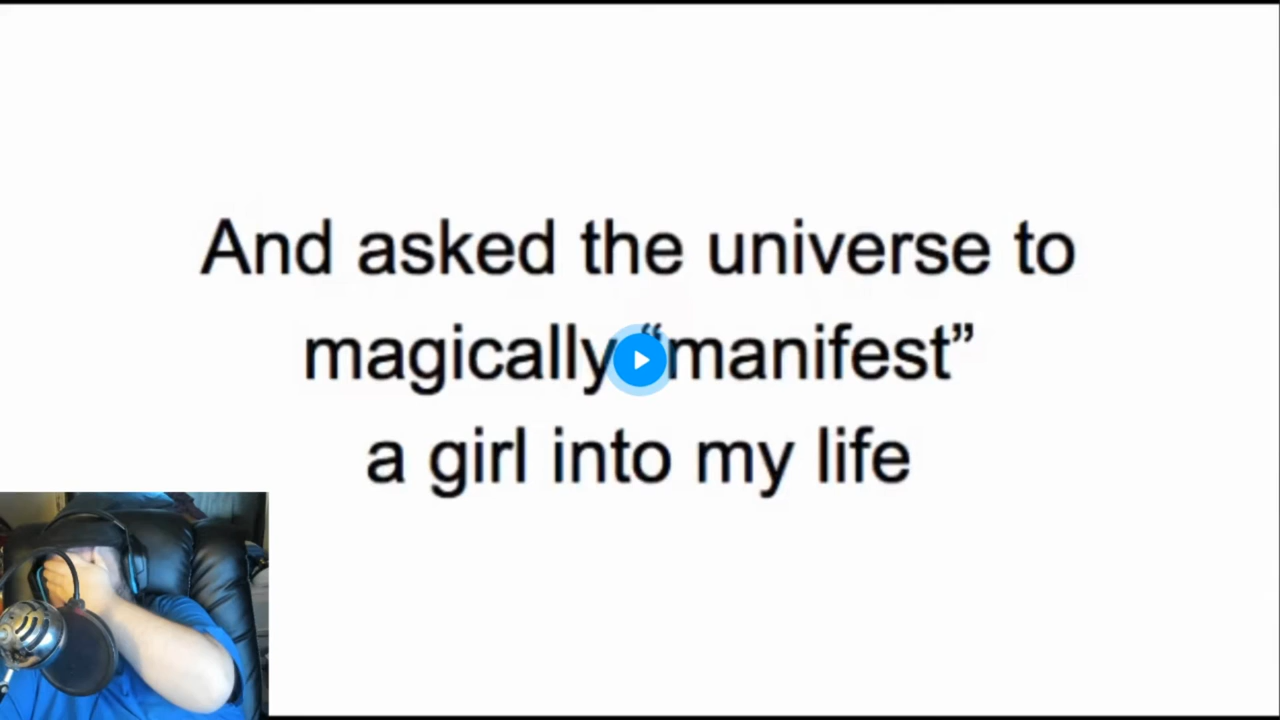 And asked the universe to
magically “manifest”
a girl into my life